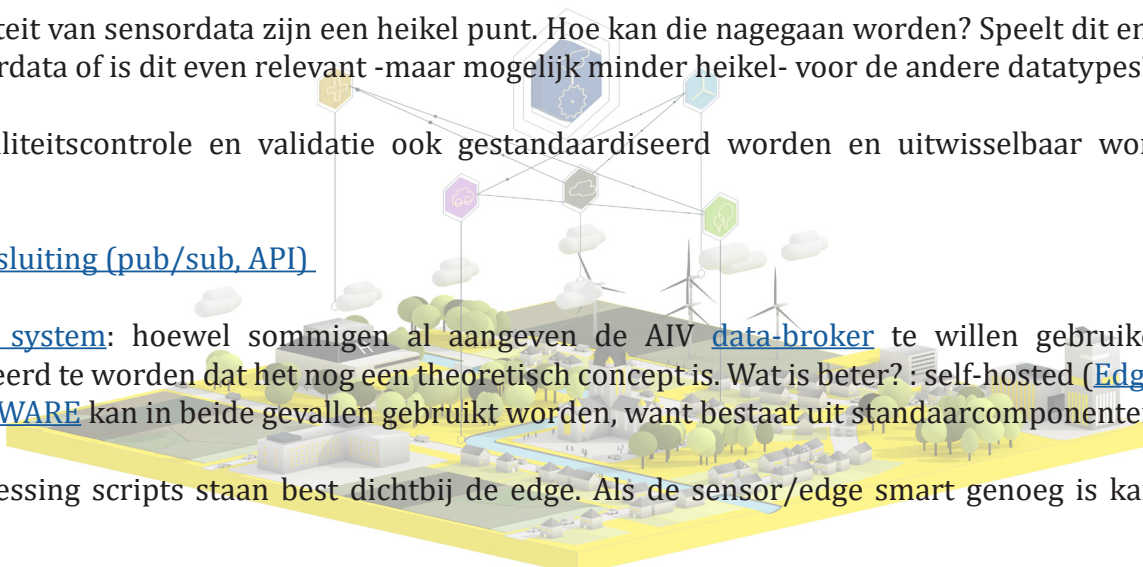 teit van sensordata zijn een heikel punt. Hoe kan die nagegaan worden? Speelt dit en
rdata of is dit even relevant -maar mogelijk minder heikel- voor de andere datatypes
liteitscontrole en validatie ook gestandaardiseerd worden en uitwisselbaar wor
sluiting (pub/sub, API)
system: hoewel sommigen al aangeven de AIV data-broker te willen gebruike
eerd te worden dat het nog een theoretisch concept is. Wat is beter? : self-hosted (Edg
WARE kan in beide gevallen gebruikt worden, want bestaat uit standaarcomponente
essing scripts staan best dichtbij de edge. Als de sensor/edge smart genoeg is ka